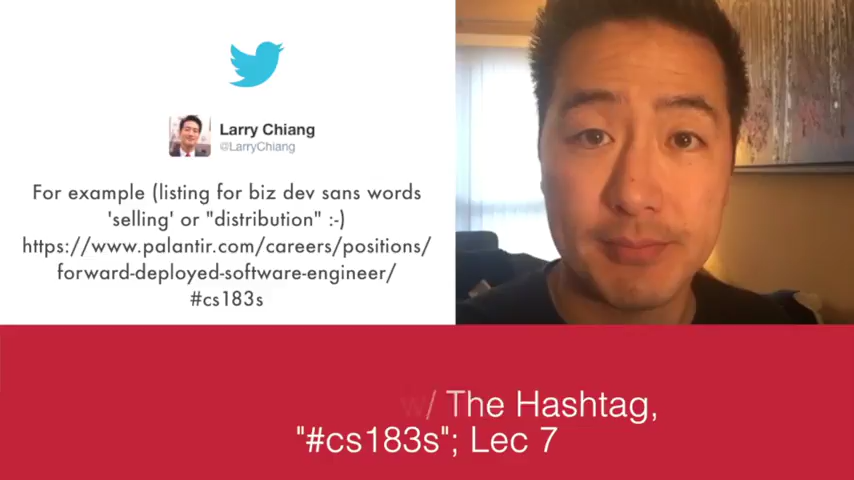 Larry Chiang
@LarryChiang
For example (listing for biz dev sans words
'selling' or "distribution" :-)
https://www.palantir.com/careers/positions/
forward-deployed-software-engineer/
#cs183s
w/ The Hashtag,
"#cs183s"; Lec 7